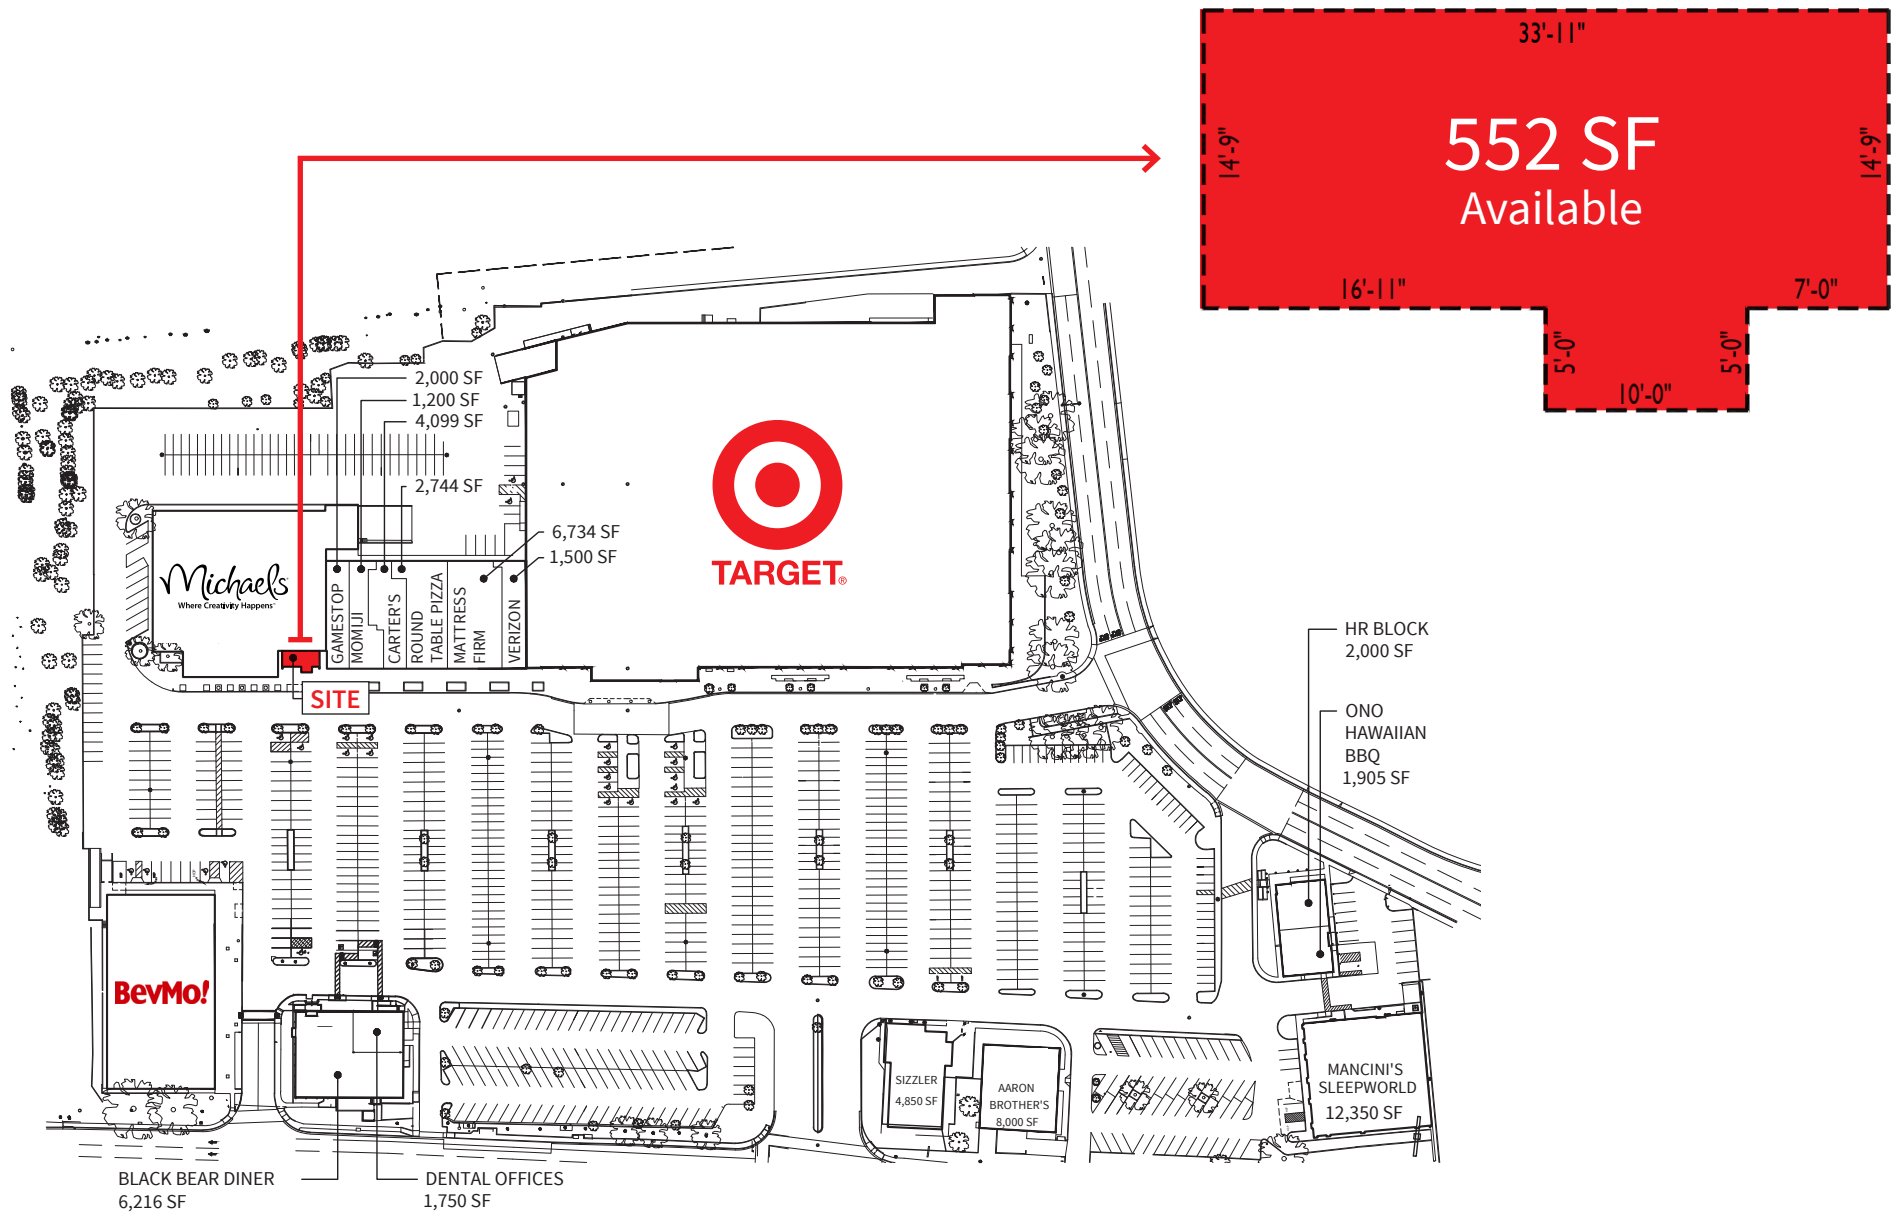 33'-11"
14'-9"
552 SF
Available
14'-9"
16'-11"
7'-0"
5'-0"
5'-0"
10'-0"
2,000 SF
1,200 SF
4,099 SF
2,744 SF
6,734 SF
1,500 SF
TARGET®
Michaels
Where Creativity Happens™
GAMESTOP
MOMIJI
CARTER'S
ROUND
TABLE PIZZA
MATTRESS
FIRM
VERIZON
SITE
HR BLOCK
2,000 SF
ONO
HAWAIIAN
BBQ
1,905 SF
BevMo!
SIZZLER
4,850 SF
AARON
BROTHER'S
8,000 SF
MANCINI'S
SLEEPWORLD
12,350 SF
BLACK BEAR DINER
6,216 SF
DENTAL OFFICES
1,750 SF